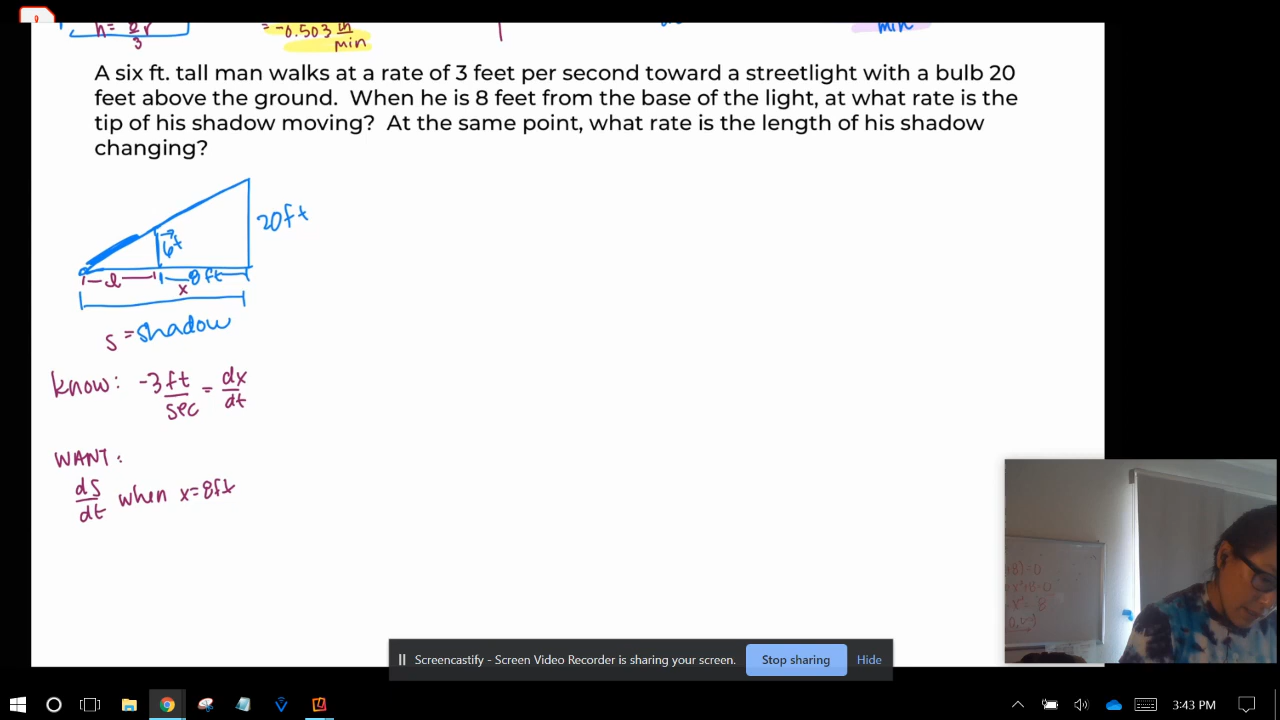 h = 2r
3
= -0.503 in
min
min
A six ft. tall man walks at a rate of 3 feet per second toward a streetlight with a bulb 20
feet above the ground. When he is 8 feet from the base of the light, at what rate is the
tip of his shadow moving? At the same point, what rate is the length of his shadow
changing?
20ft
6ft
l
8 ft
x
s = shadow
Know: -3ft = dx
sec dt
WANT:
ds
dt when x=8ft
Screencastify - Screen Video Recorder is sharing your screen. Stop sharing Hide
3:43 PM